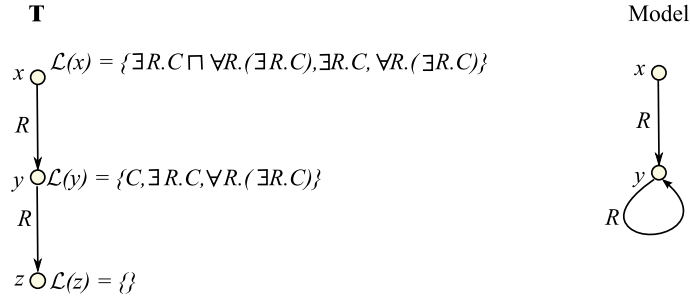 T Model
x ℒ(x) = {∃R.C ⊓ ∀R.(∃R.C),∃R.C, ∀R.(∃R.C)} x
R R
y ℒ(y) = {C,∃R.C,∀R.(∃R.C)} y
R R
z ℒ(z) = {}